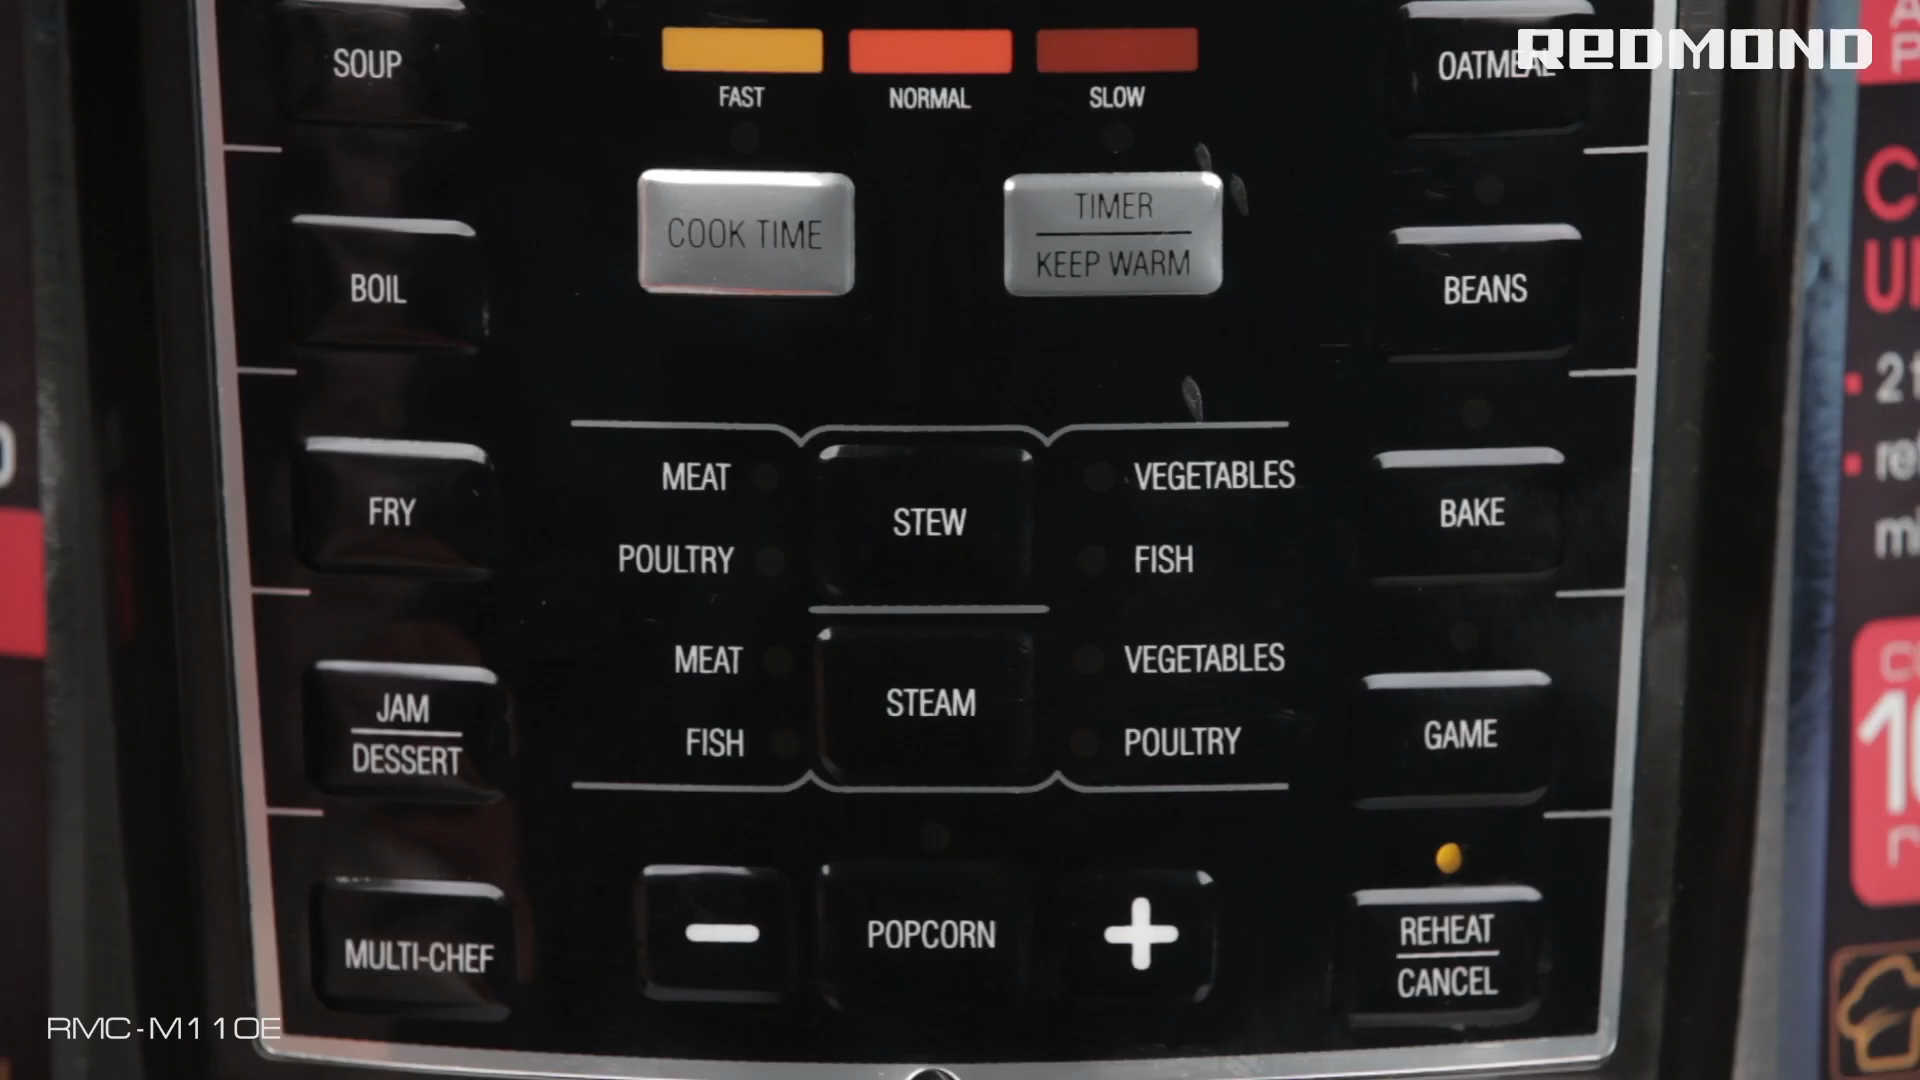 REDMOND
SOUP
FAST
NORMAL
SLOW
OATMEAL
COOK TIME
TIMER
KEEP WARM
BOIL
BEANS
MEAT
STEW
VEGETABLES
POULTRY
FISH
FRY
BAKE
MEAT
STEAM
VEGETABLES
FISH
POULTRY
JAM
DESSERT
GAME
MULTI-CHEF
POPCORN
REHEAT
CANCEL
RMC-M110E